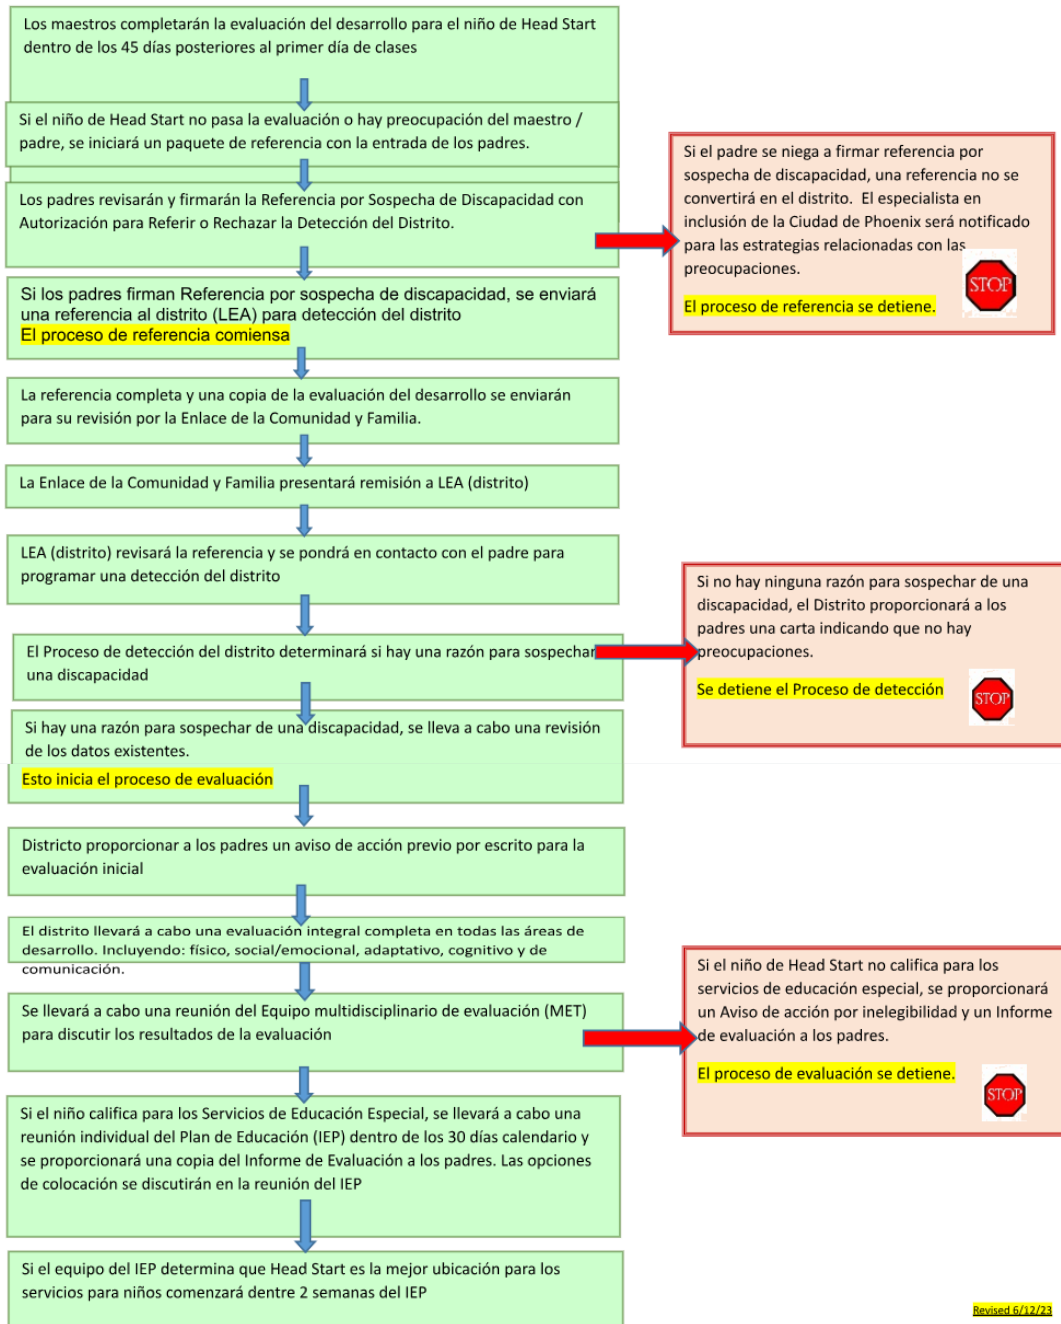 Los maestros completarán la evaluación del desarrollo para el niño de Head Start
dentro de los 45 días posteriores al primer día de clases
Si el niño de Head Start no pasa la evaluación o hay preocupación del maestro /
padre, se iniciará un paquete de referencia con la entrada de los padres.
Los padres revisarán y firmarán la Referencia por Sospecha de Discapacidad con
Autorización para Referir o Rechazar la Detección del Distrito.
Si el padre se niega a firmar referencia por
sospecha de discapacidad, una referencia no se
convertirá en el distrito. El especialista en
inclusión de la Ciudad de Phoenix será notificado
para las estrategias relacionadas con las
preocupaciones.
STOP
El proceso de referencia se detiene.
Si los padres firman Referencia por sospecha de discapacidad, se enviará
una referencia al distrito (LEA) para detección del distrito
El proceso de referencia comiensa
La referencia completa y una copia de la evaluación del desarrollo se enviarán
para su revisión por la Enlace de la Comunidad y Familia.
La Enlace de la Comunidad y Familia presentará remisión a LEA (distrito)
LEA (distrito) revisará la referencia y se pondrá en contacto con el padre para
programar una detección del distrito
El Proceso de detección del distrito determinará si hay una razón para sospechar
una discapacidad
Si no hay ninguna razón para sospechar de una
discapacidad, el Distrito proporcionará a los
padres una carta indicando que no hay
preocupaciones.
Se detiene el Proceso de detección
STOP
Si hay una razón para sospechar de una discapacidad, se lleva a cabo una revisión
de los datos existentes.
Esto inicia el proceso de evaluación
Districto proporcionar a los padres un aviso de acción previo por escrito para la
evaluación inicial
El distrito llevará a cabo una evaluación integral completa en todas las áreas de
desarrollo. Incluyendo: físico, social/emocional, adaptativo, cognitivo y de
comunicación.
Se llevará a cabo una reunión del Equipo multidisciplinario de evaluación (MET)
para discutir los resultados de la evaluación
Si el niño de Head Start no califica para los
servicios de educación especial, se proporcionará
un Aviso de acción por inelegibilidad y un Informe
de evaluación a los padres.
El proceso de evaluación se detiene.
STOP
Si el niño califica para los Servicios de Educación Especial, se llevará a cabo una
reunión individual del Plan de Educación (IEP) dentro de los 30 días calendario y
se proporcionará una copia del Informe de Evaluación a los padres. Las opciones
de colocación se discutirán en la reunión del IEP
Si el equipo del IEP determina que Head Start es la mejor ubicación para los
servicios para niños comenzará dentre 2 semanas del IEP
Revised 6/12/23